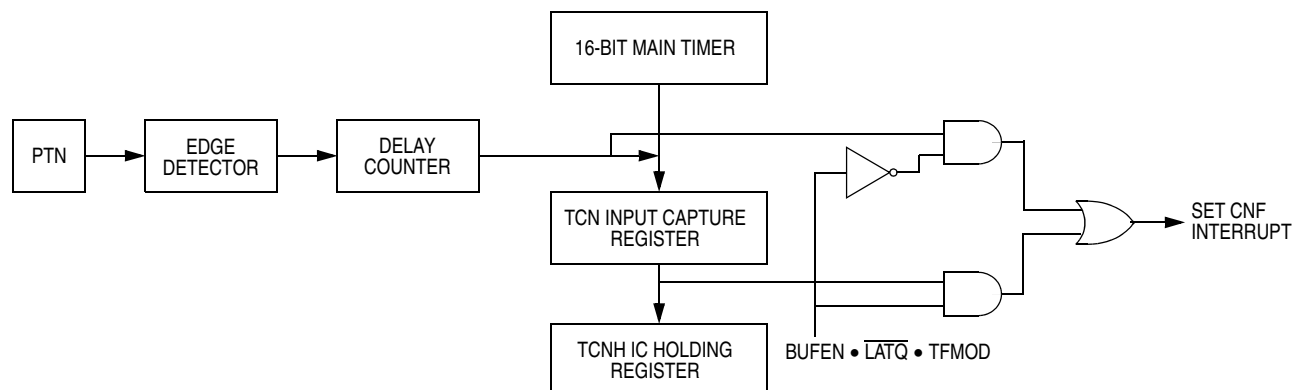 16-BIT MAIN TIMER
PTN
EDGE
DETECTOR
DELAY
COUNTER
TCN INPUT CAPTURE
REGISTER
SET CNF
INTERRUPT
TCNH IC HOLDING
REGISTER
BUFEN • L̅A̅T̅Q̅ • TFMOD